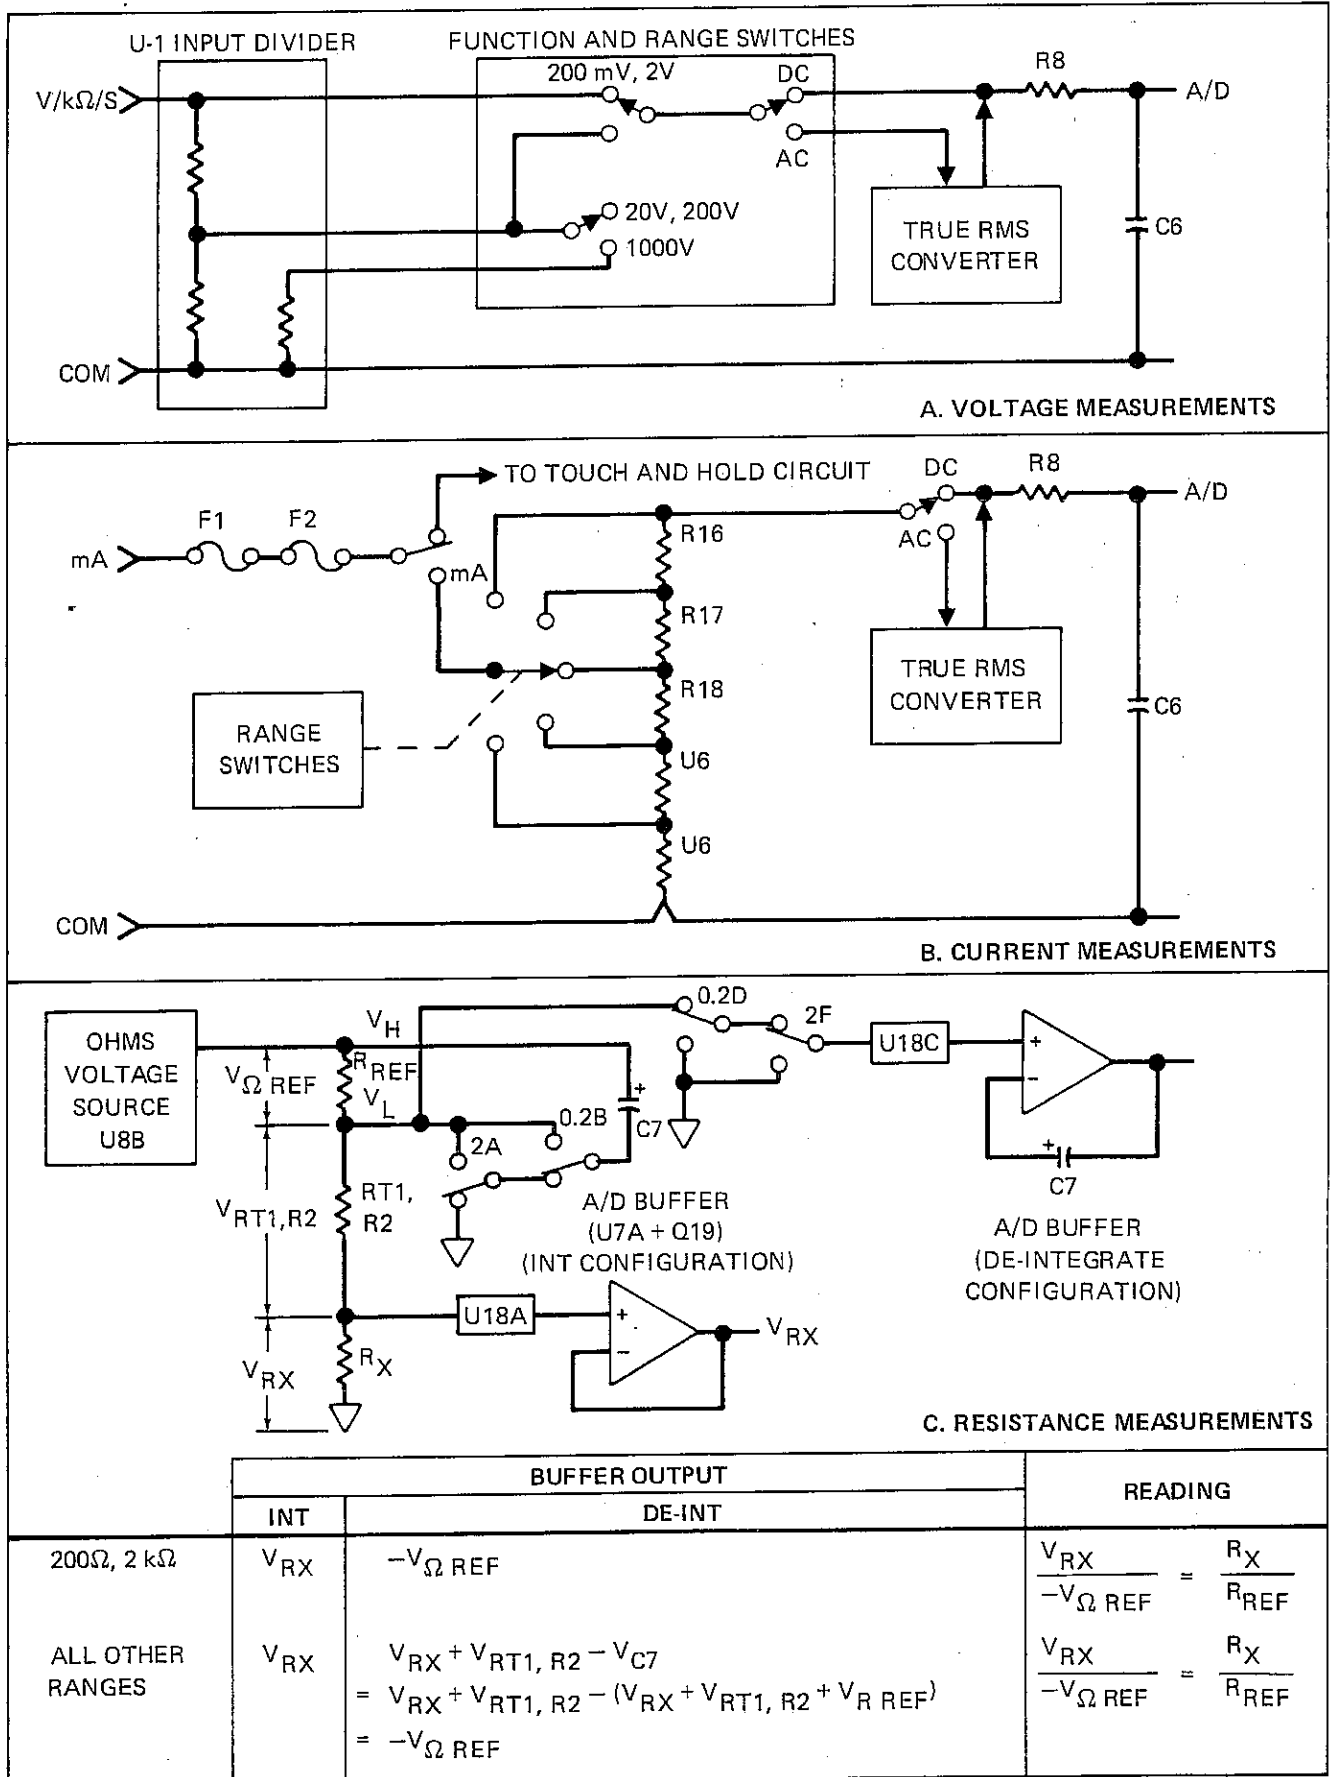 U-1 INPUT DIVIDER
FUNCTION AND RANGE SWITCHES
200 mV, 2V
DC
R8
V/kΩ/S
A/D
AC
20V, 200V
1000V
TRUE RMS
CONVERTER
C6
COM
A. VOLTAGE MEASUREMENTS
TO TOUCH AND HOLD CIRCUIT
DC
R8
F1
F2
A/D
mA
R16
AC
mA
R17
TRUE RMS
CONVERTER
R18
C6
RANGE
SWITCHES
U6
U6
COM
B. CURRENT MEASUREMENTS
OHMS
VOLTAGE
SOURCE
U8B
VH
0.2D
2F
U18C
+
−
VΩ REF
RREF
VL
+
C7
0.2B
2A
+
C7
VRT1,R2
RT1,
R2
A/D BUFFER
(U7A + Q19)
(INT CONFIGURATION)
A/D BUFFER
(DE-INTEGRATE
CONFIGURATION)
U18A
+
−
VRX
VRX
RX
C. RESISTANCE MEASUREMENTS
BUFFER OUTPUT
READING
INT
DE-INT
200Ω, 2 kΩ
VRX
−VΩ REF
VRX / −VΩ REF = RX / RREF
ALL OTHER
RANGES
VRX
VRX + VRT1, R2 − VC7
= VRX + VRT1, R2 − (VRX + VRT1, R2 + VR REF)
= −VΩ REF
VRX / −VΩ REF = RX / RREF